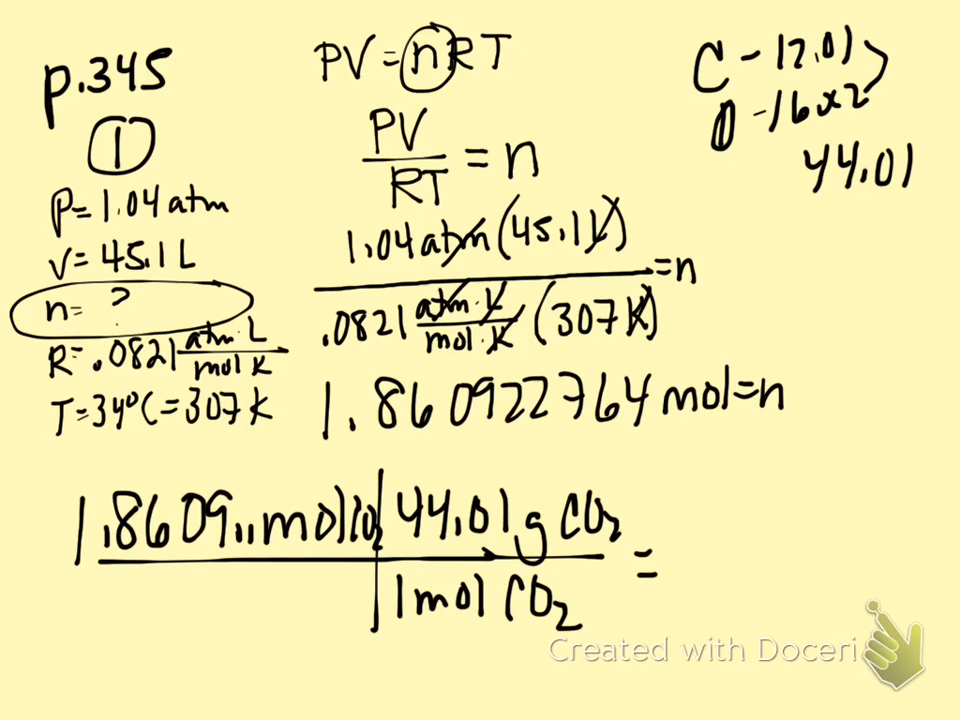 p.345
①
P=1.04 atm
V=45.1 L
n= ?
R=.0821 atm·L / mol K
T=34°C=307 K
PV=nRT
PV / RT = n
1.04 atm (45.1 L)
=n
.0821 atm·L / mol·K (307 K)
1.860922764 mol=n
C-12.01
O-16x2
44.01
1.8609.. mol CO2 | 44.01 g CO2
=
1 mol CO2
Created with Doceri